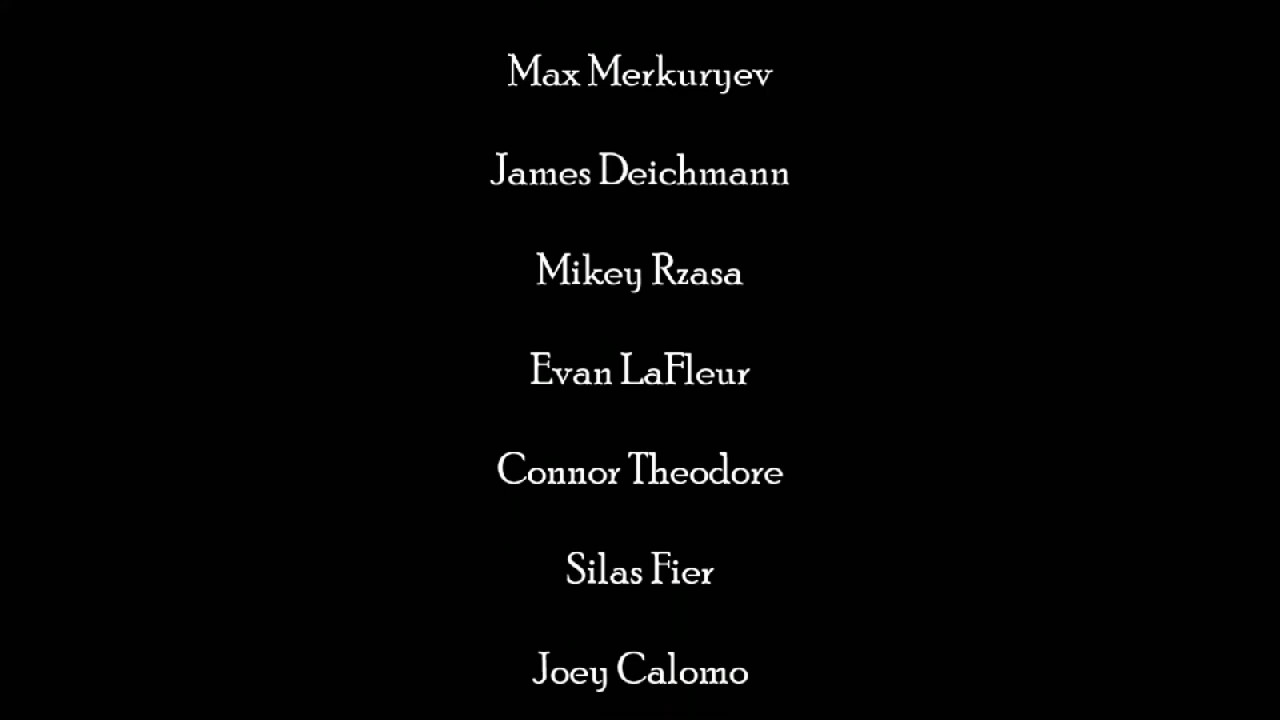 Max Merkuryev
James Deichmann
Mikey Rzasa
Evan LaFleur
Connor Theodore
Silas Fier
Joey Calomo